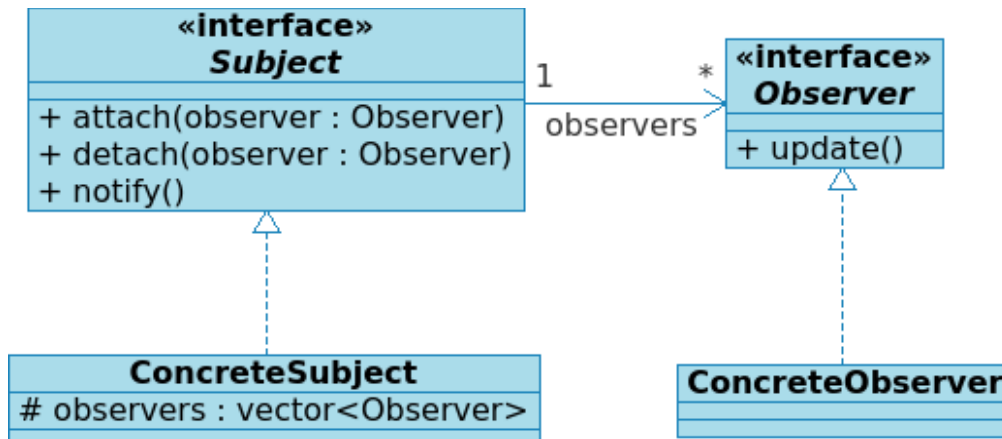 «interface»
Subject
+ attach(observer : Observer)
+ detach(observer : Observer)
+ notify()
1
*
observers
«interface»
Observer
+ update()
ConcreteSubject
# observers : vector<Observer>
ConcreteObserver